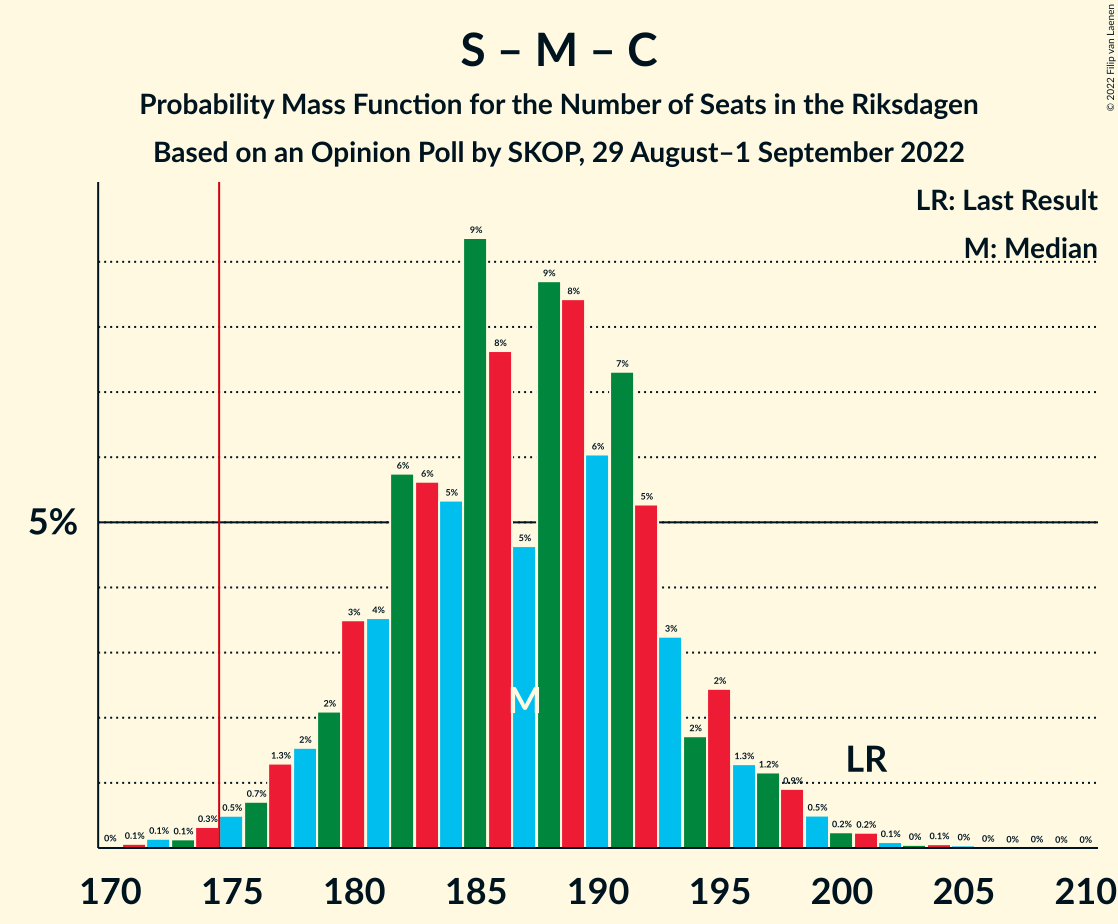 © 2022 Filip van Laenen
S – M – C
Probability Mass Function for the Number of Seats in the Riksdagen
Based on an Opinion Poll by SKOP, 29 August–1 September 2022
LR: Last Result
M: Median
5%
0% 0.1% 0.1% 0.1% 0.3% 0.5% 0.7% 1.3% 2% 2% 3% 4% 6% 6% 5% 9% 8% 5% 9% 8% 6% 7% 5% 3% 2% 2% 1.3% 1.2% 0.9% 0.5% 0.2% 0.2% 0.1% 0% 0.1% 0% 0% 0% 0% 0% 0%
M
LR
170 175 180 185 190 195 200 205 210